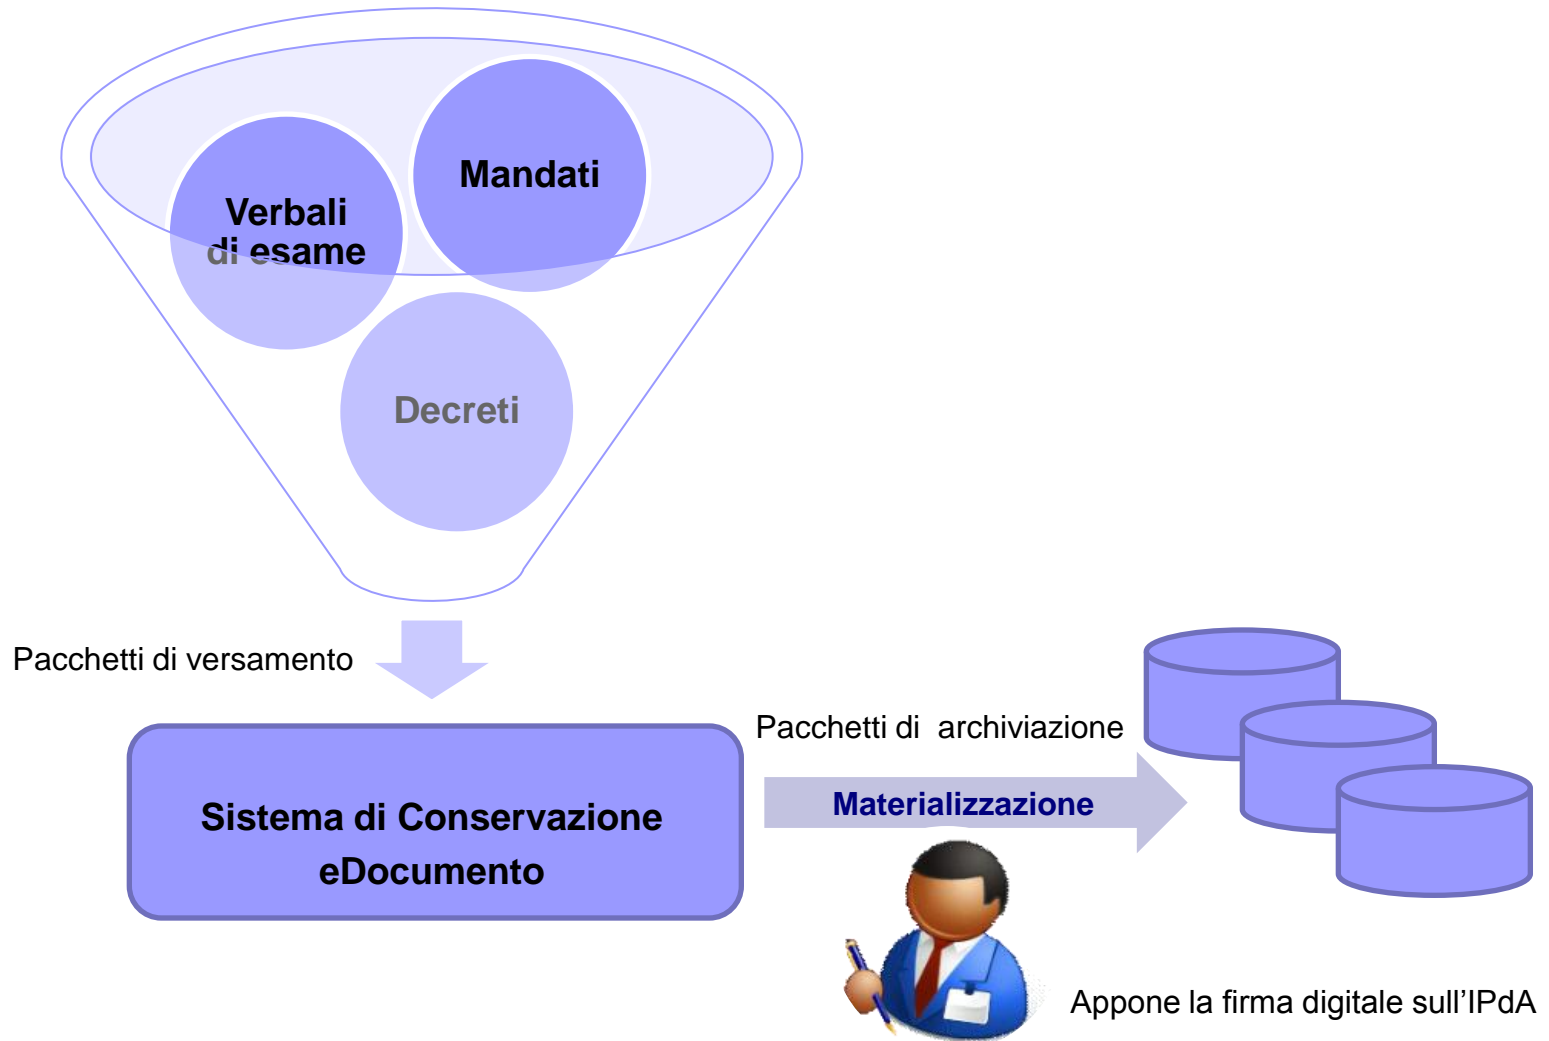 Mandati
Verbali
di esame
Decreti
Pacchetti di versamento
Pacchetti di archiviazione
Materializzazione
Sistema di Conservazione
eDocumento
Appone la firma digitale sull’IPdA